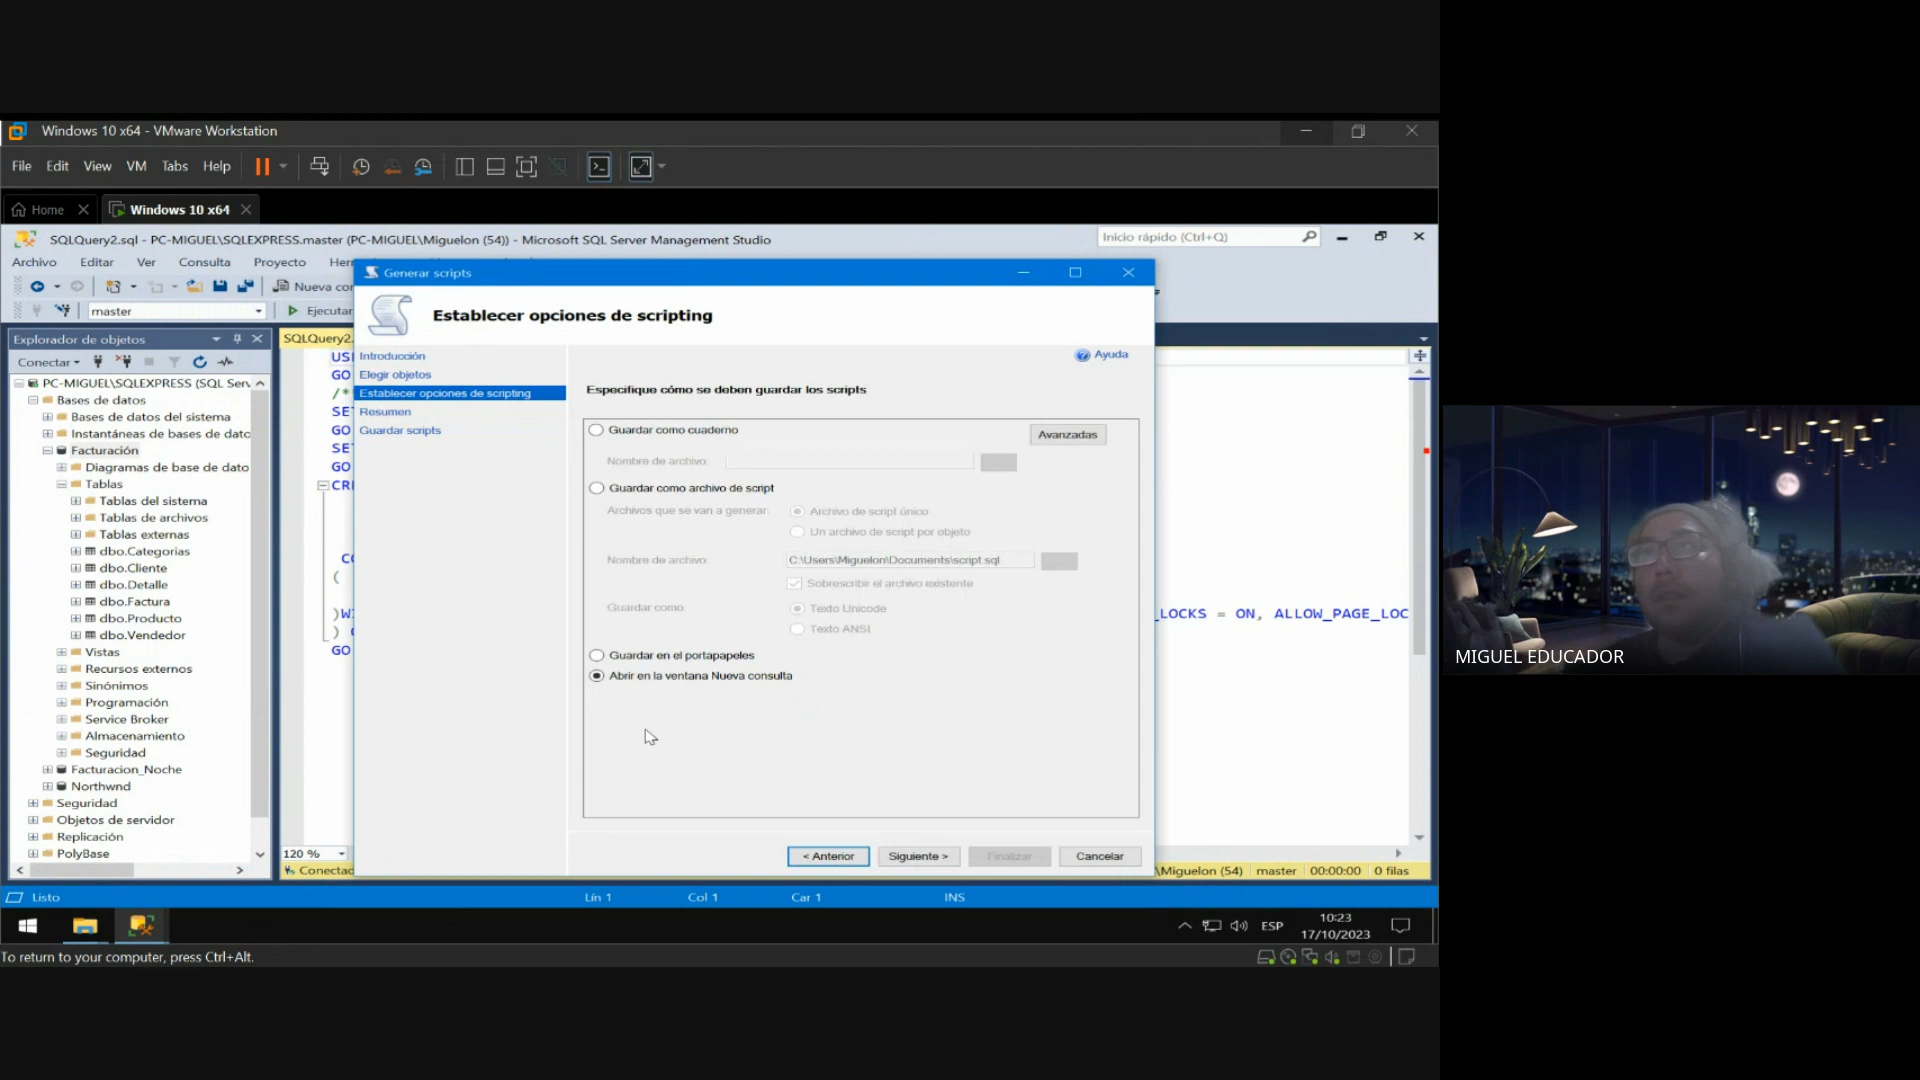 Windows 10 x64 - VMware Workstation
File Edit View VM Tabs Help
Home
Windows 10 x64
SQLQuery2.sql - PC-MIGUEL\SQLEXPRESS.master (PC-MIGUEL\Miguelon (54)) - Microsoft SQL Server Management Studio
Inicio rápido (Ctrl+Q)
Archivo Editar Ver Consulta Proyecto
Generar scripts
master
Ejecutar
Establecer opciones de scripting
Explorador de objetos
Conectar
PC-MIGUEL\SQLEXPRESS (SQL Serv
Bases de datos
Bases de datos del sistema
Instantáneas de bases de datc
Facturación
Diagramas de base de dato
Tablas
Tablas del sistema
Tablas de archivos
Tablas externas
dbo.Categorias
dbo.Cliente
dbo.Detalle
dbo.Factura
dbo.Producto
dbo.Vendedor
Vistas
Recursos externos
Sinónimos
Programación
Service Broker
Almacenamiento
Seguridad
Facturacion_Noche
Northwnd
Seguridad
Objetos de servidor
Replicación
PolyBase
SQLQuery2.
GO
/*
GO
GO
)
GO
120 %
Introducción
Elegir objetos
Establecer opciones de scripting
Resumen
Guardar scripts
Ayuda
Especifique cómo se deben guardar los scripts
Guardar como cuaderno
Avanzadas
Nombre de archivo:
Guardar como archivo de script
Archivos que se van a generar:
Archivo de script único
Un archivo de script por objeto
Nombre de archivo:
C:\Users\Miguelon\Documents\script.sql
Sobrescribir el archivo existente
Guardar como:
Texto Unicode
Texto ANSI
Guardar en el portapapeles
Abrir en la ventana Nueva consulta
< Anterior
Siguiente >
Finalizar
Cancelar
_LOCKS = ON, ALLOW_PAGE_LOC
\Miguelon (54) master 00:00:00 0 filas
Listo
Lín 1
Col 1
Car 1
INS
ESP
10:23
17/10/2023
To return to your computer, press Ctrl+Alt.
MIGUEL EDUCADOR